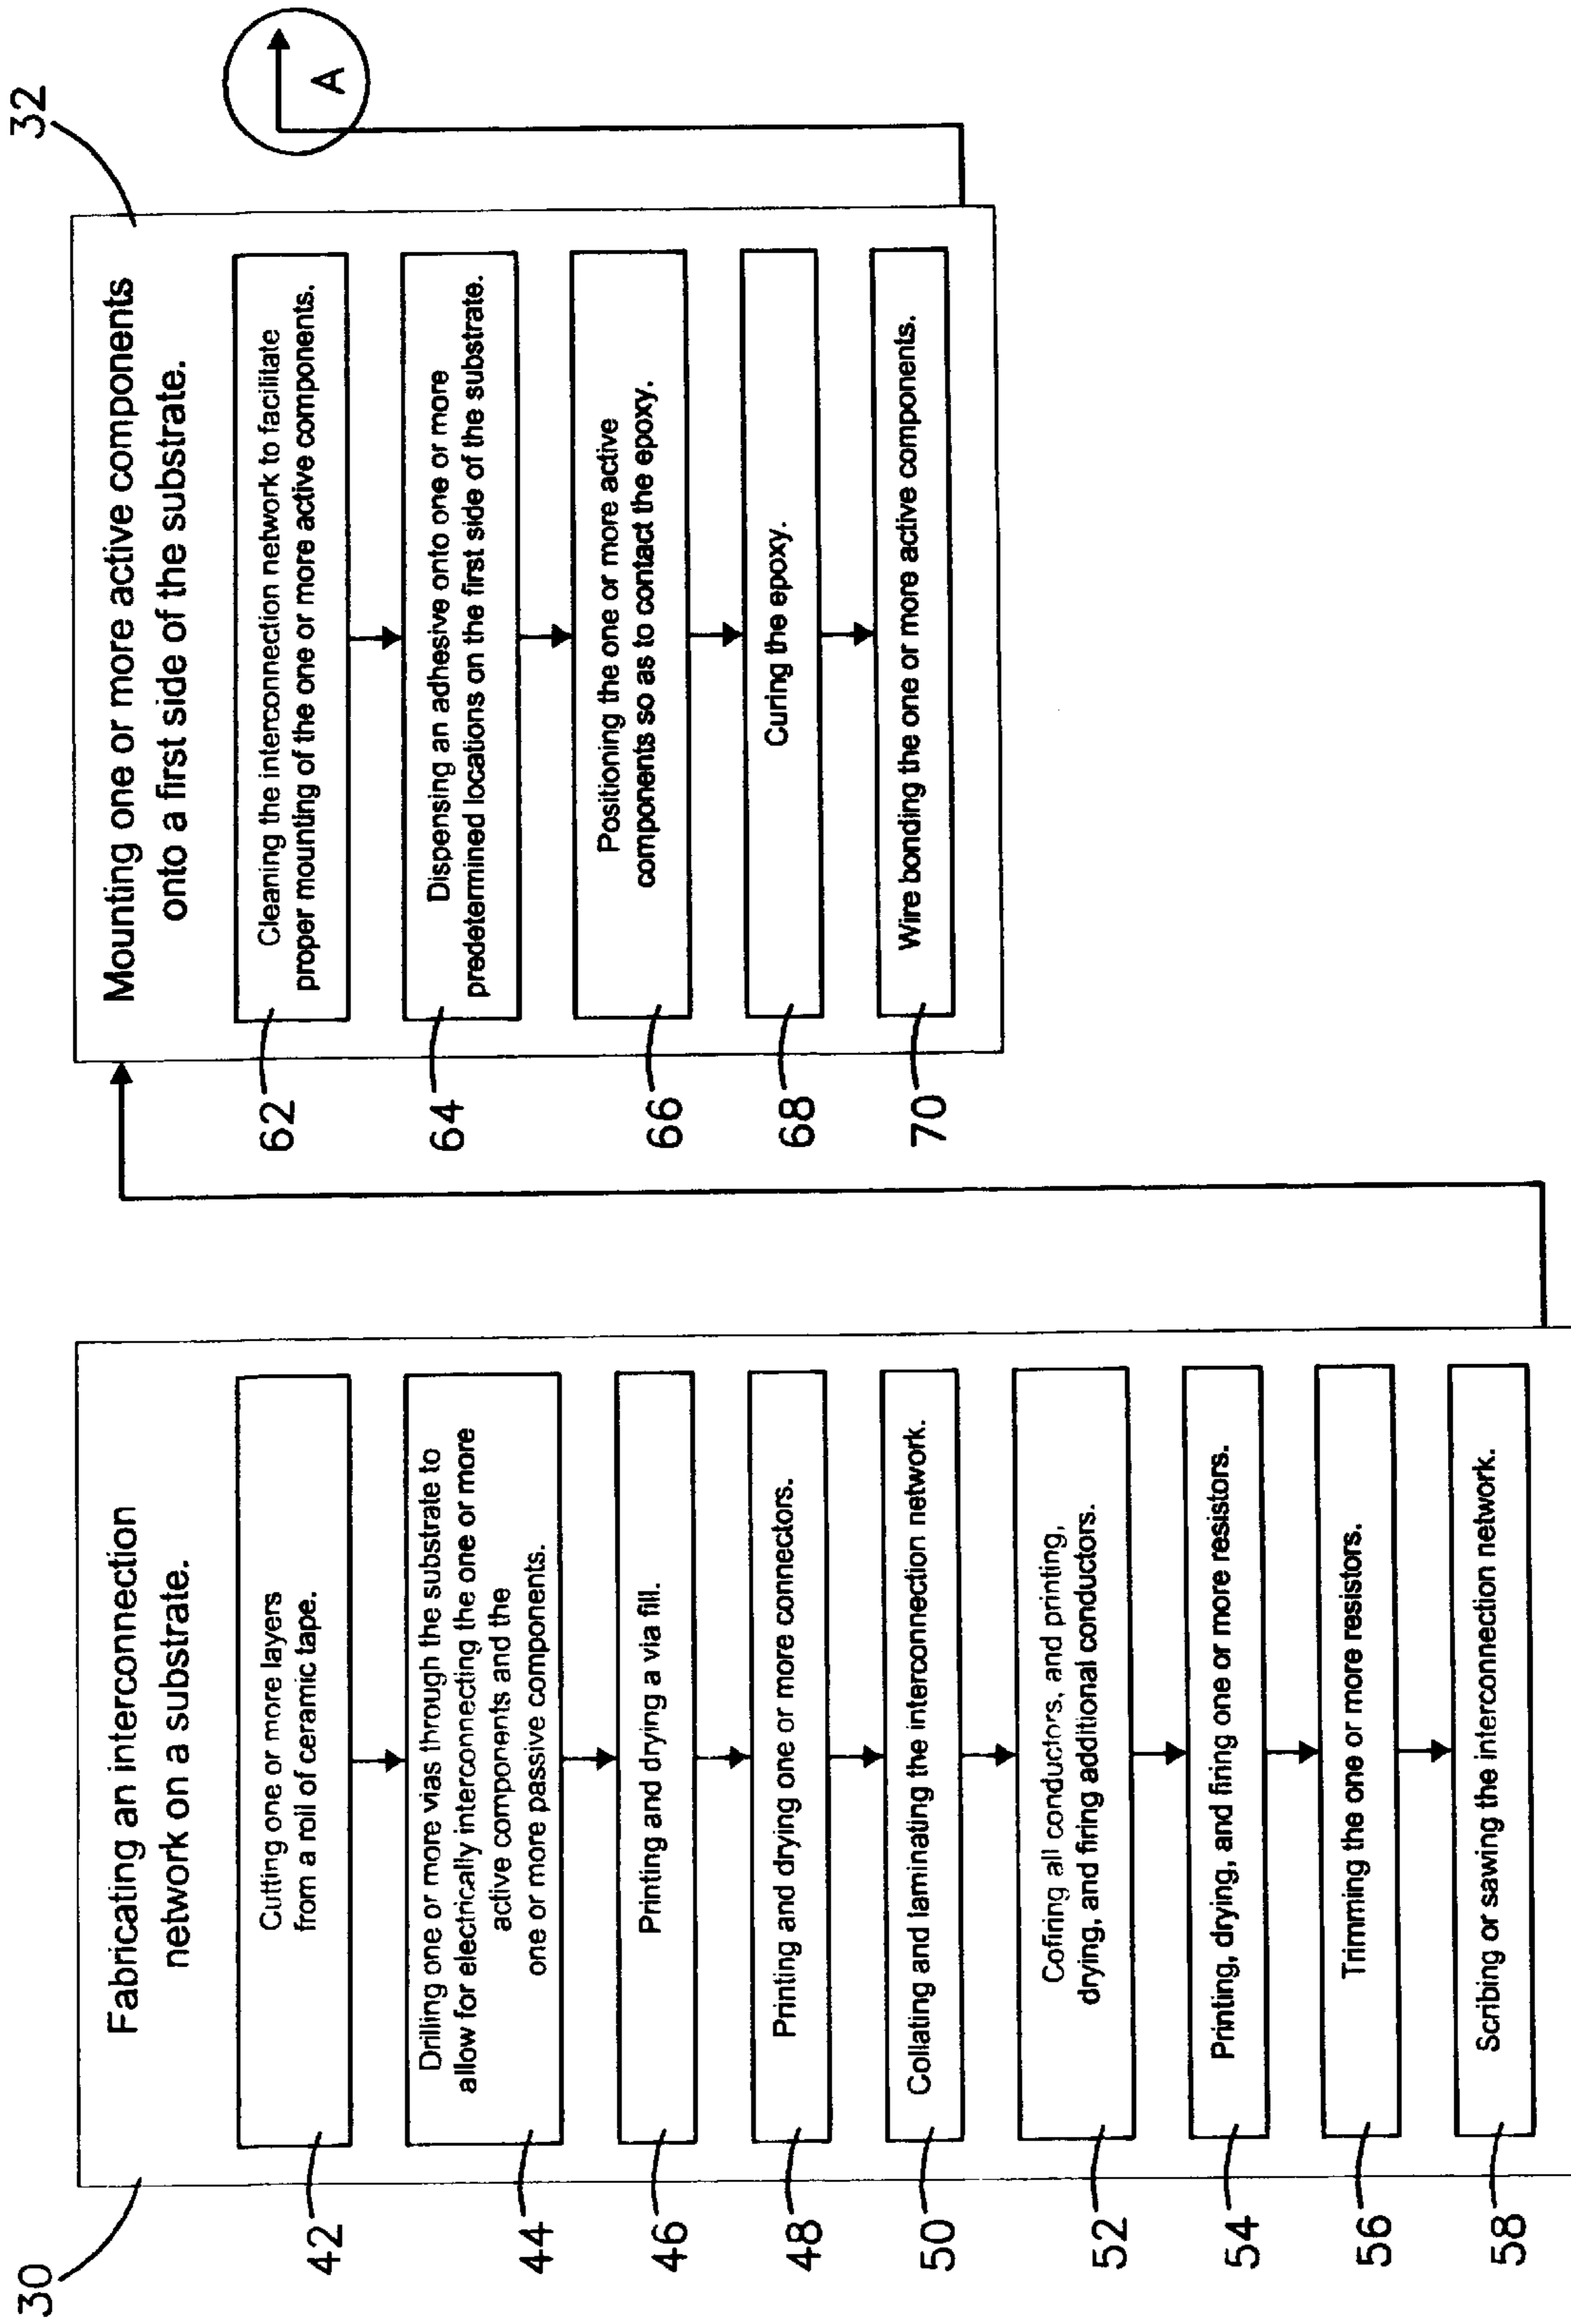 30
Fabricating an interconnection
network on a substrate.
42
Cutting one or more layers
from a roll of ceramic tape.
44
Drilling one or more vias through the substrate to
allow for electrically interconnecting the one or more
active components and the
one or more passive components.
46
Printing and drying a via fill.
48
Printing and drying one or more connectors.
50
Collating and laminating the interconnection network.
52
Cofiring all conductors, and printing,
drying, and firing additional conductors.
54
Printing, drying, and firing one or more resistors.
56
Trimming the one or more resistors.
58
Scribing or sawing the interconnection network.
32
Mounting one or more active components
onto a first side of the substrate.
62
Cleaning the interconnection network to facilitate
proper mounting of the one or more active components.
64
Dispensing an adhesive onto one or more
predetermined locations on the first side of the substrate.
66
Positioning the one or more active
components so as to contact the epoxy.
68
Curing the epoxy.
70
Wire bonding the one or more active components.
A